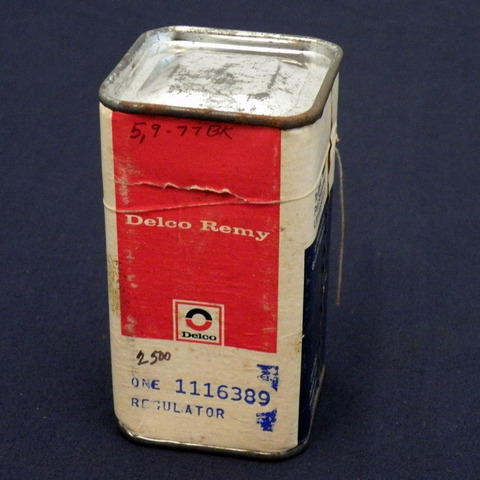 5,9-77BK
Delco Remy
Delco
2500
ONE 1116389
REGULATOR